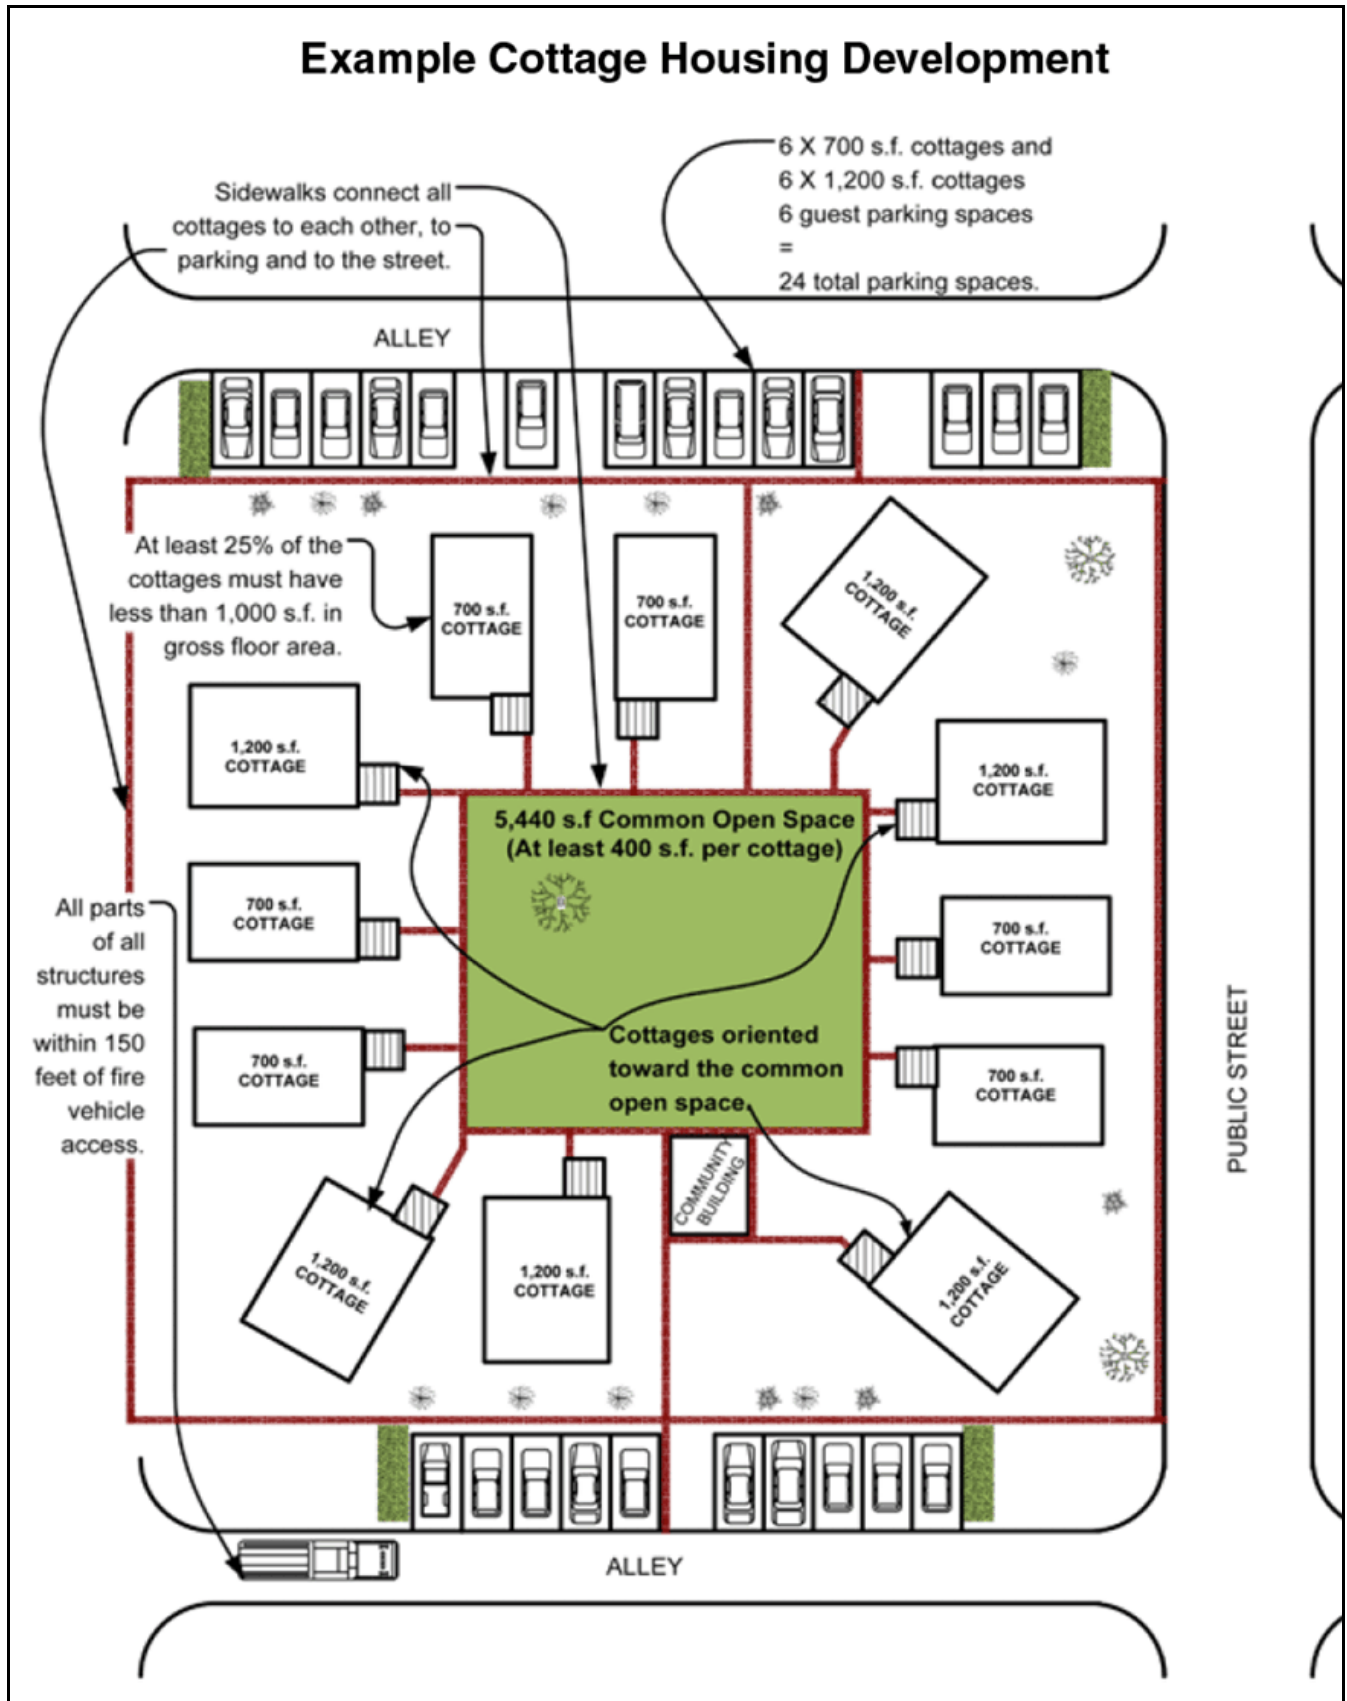 Example Cottage Housing Development
6 X 700 s.f. cottages and
6 X 1,200 s.f. cottages
6 guest parking spaces
=
24 total parking spaces.
Sidewalks connect all
cottages to each other, to
parking and to the street.
ALLEY
At least 25% of the
cottages must have
less than 1,000 s.f. in
gross floor area.
700 s.f.
COTTAGE
700 s.f.
COTTAGE
1,200 s.f.
COTTAGE
1,200 s.f.
COTTAGE
1,200 s.f.
COTTAGE
5,440 s.f Common Open Space
(At least 400 s.f. per cottage)
700 s.f.
COTTAGE
700 s.f.
COTTAGE
All parts
of all
structures
must be
within 150
feet of fire
vehicle
access.
Cottages oriented
toward the common
open space.
700 s.f.
COTTAGE
700 s.f.
COTTAGE
PUBLIC STREET
COMMUNITY
BUILDING
1,200 s.f.
COTTAGE
1,200 s.f.
COTTAGE
1,200 s.f.
COTTAGE
ALLEY